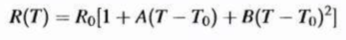 R(T) = R₀[1 + A(T − T₀) + B(T − T₀)²]